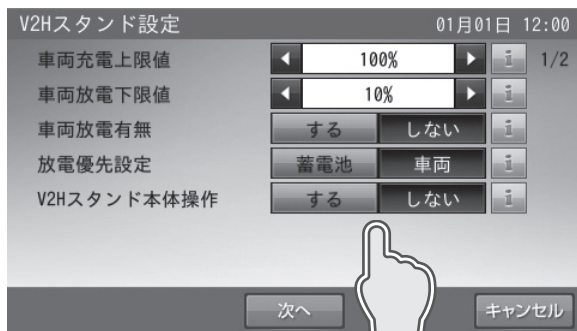 V2Hスタンド設定 01月01日 12:00
車両充電上限値 ◀ 100% ▶ i 1/2
車両放電下限値 ◀ 10% ▶ i
車両放電有無 する しない i
放電優先設定 蓄電池 車両 i
V2Hスタンド本体操作 する しない i
次へ キャンセル